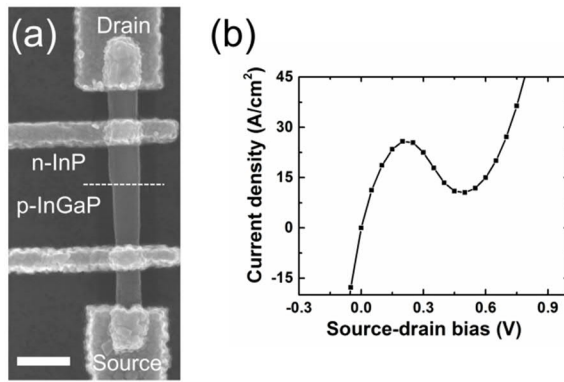 (a)
Drain
n-InP
p-InGaP
Source
(b)
Current density (A/cm²)
45
30
15
0
-15
-0.3 0.0 0.3 0.6 0.9
Source-drain bias (V)